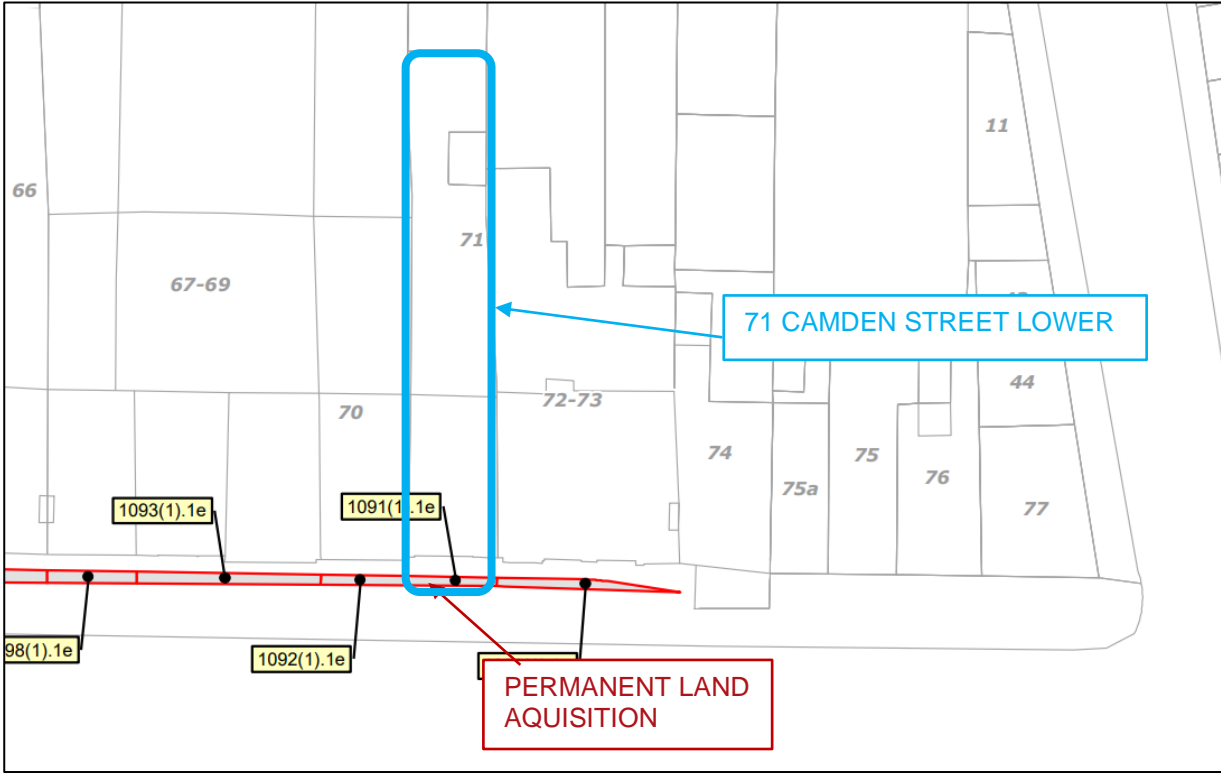 11
66
71
67-69
71 CAMDEN STREET LOWER
44
70
72-73
74
75
76
75a
77
1093(1).1e
1091(1).1e
98(1).1e
1092(1).1e
PERMANENT LAND
AQUISITION